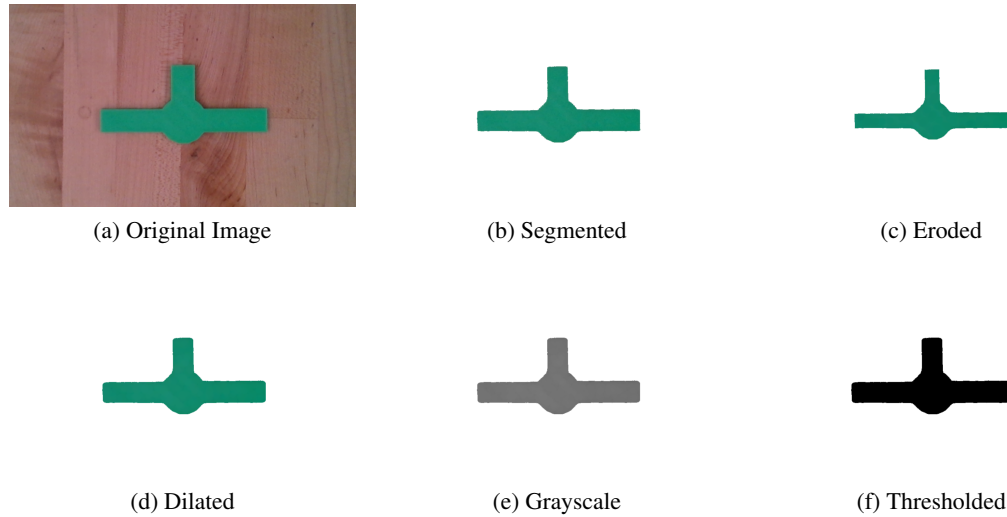 (a) Original Image
(b) Segmented
(c) Eroded
(d) Dilated
(e) Grayscale
(f) Thresholded